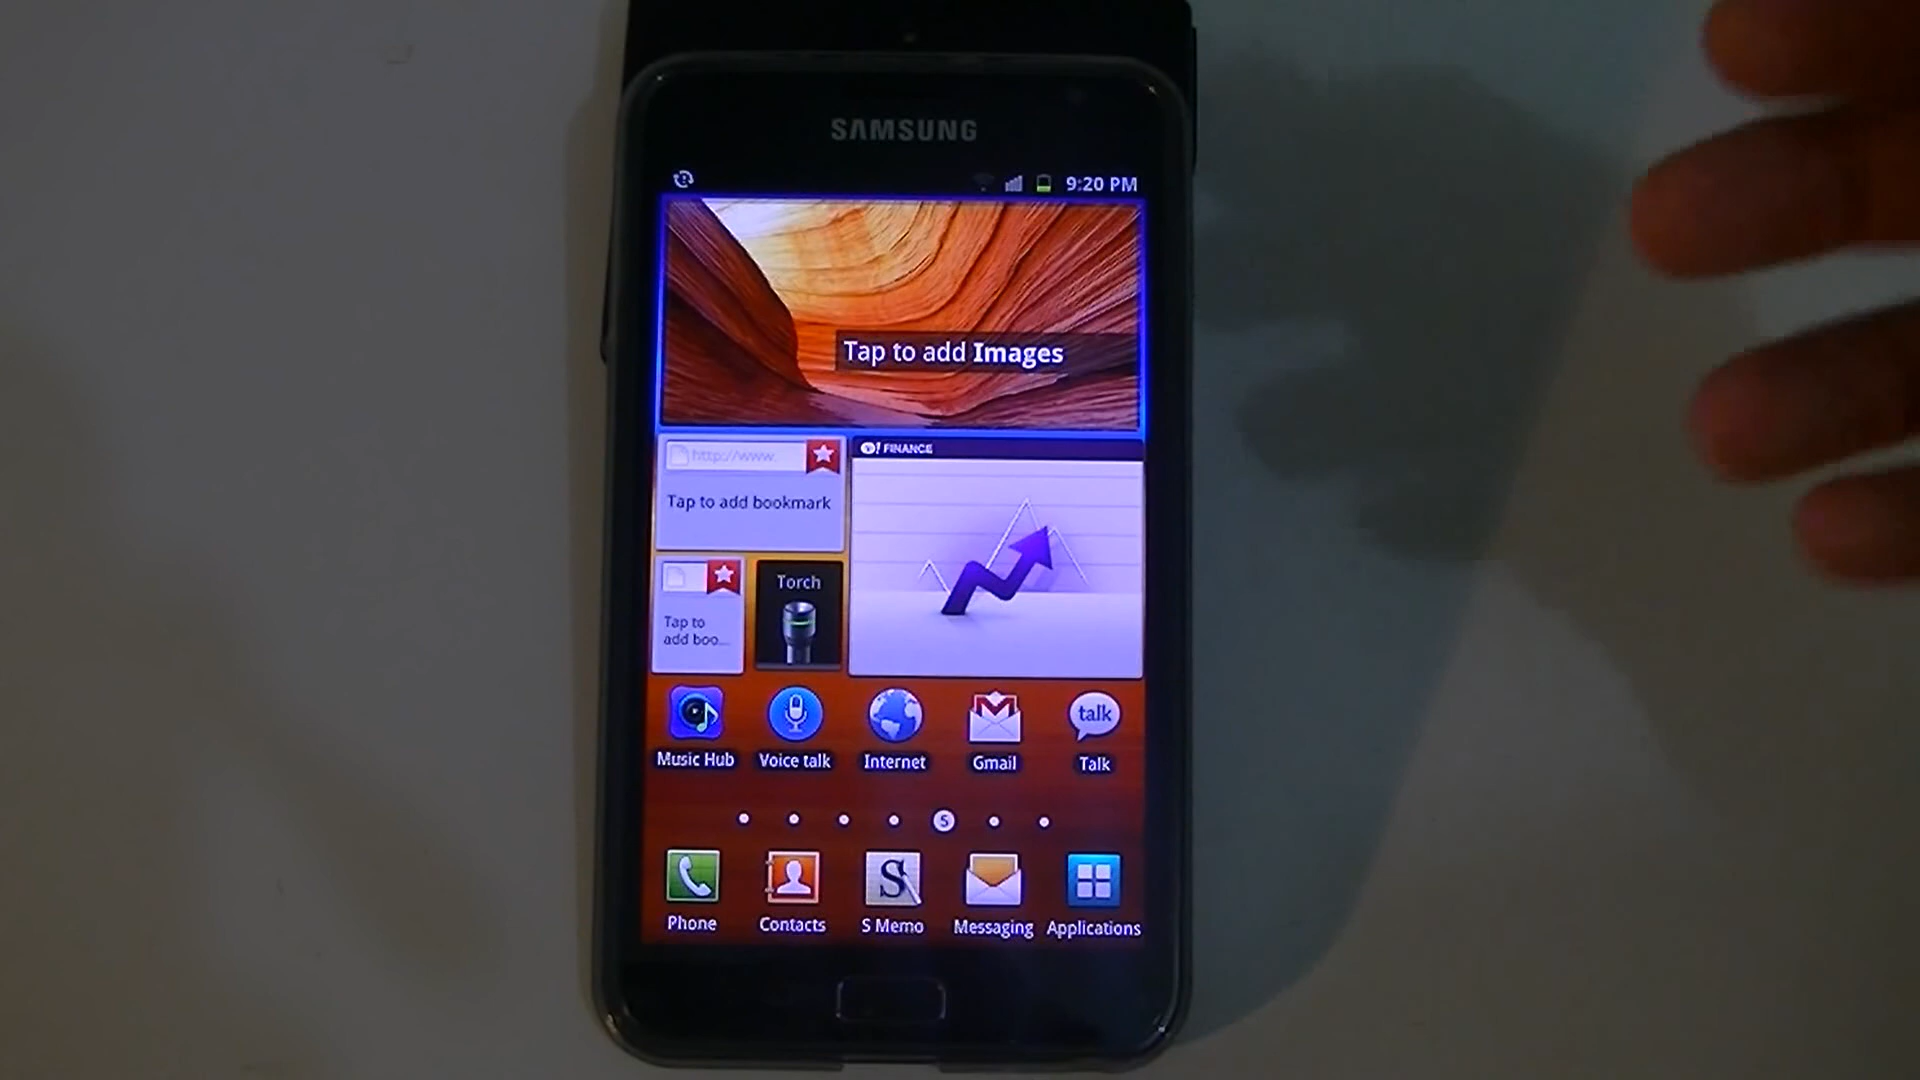 SAMSUNG
9:20 PM
Tap to add Images
http://www.
Tap to add bookmark
Y! FINANCE
Tap to
add boo...
Torch
Music Hub
Voice talk
Internet
Gmail
talk
Talk
5
S
Phone
Contacts
S Memo
Messaging
Applications